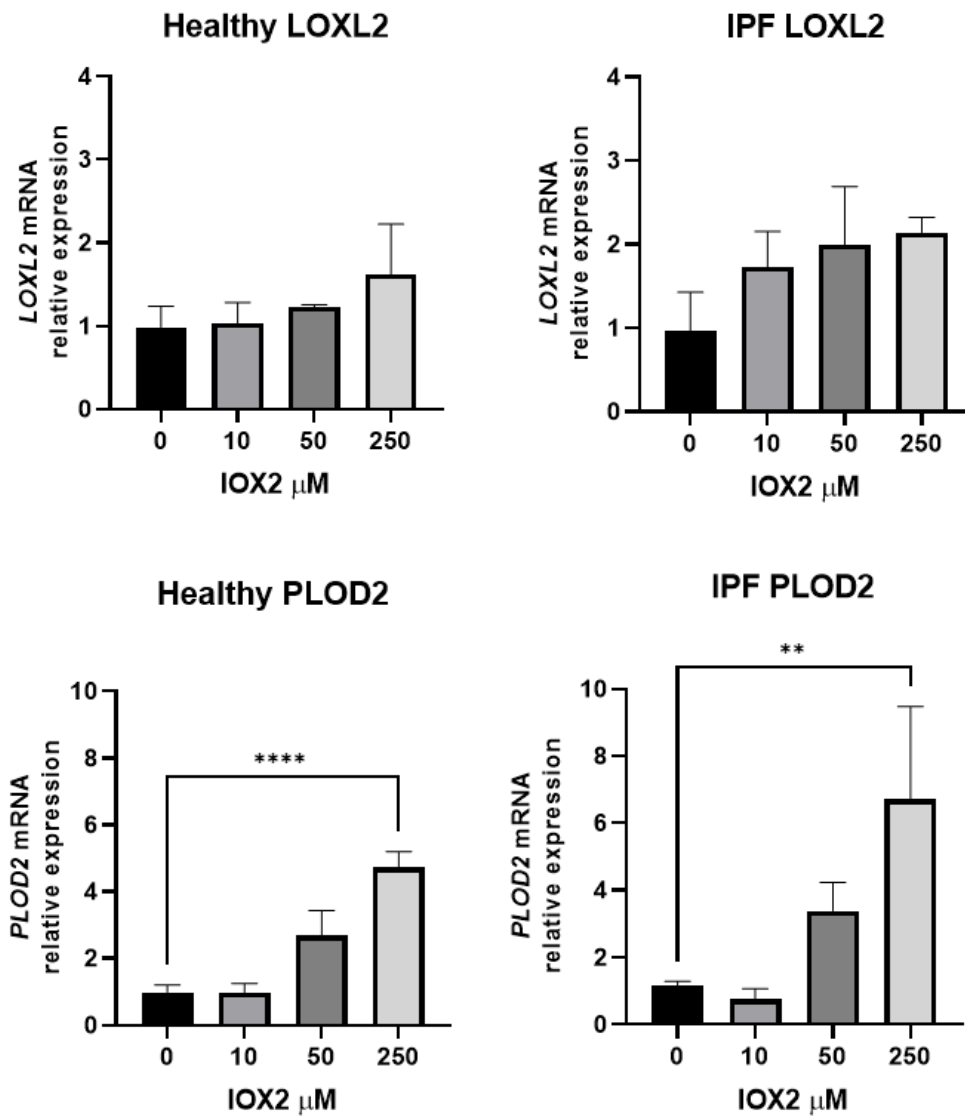 Healthy LOXL2
LOXL2 mRNA
relative expression
4
3
2
1
0
0 10 50 250
IOX2 μM
IPF LOXL2
LOXL2 mRNA
relative expression
4
3
2
1
0
0 10 50 250
IOX2 μM
Healthy PLOD2
PLOD2 mRNA
relative expression
10
8
6
4
2
0
****
0 10 50 250
IOX2 μM
IPF PLOD2
PLOD2 mRNA
relative expression
**
10
8
6
4
2
0
0 10 50 250
IOX2 μM